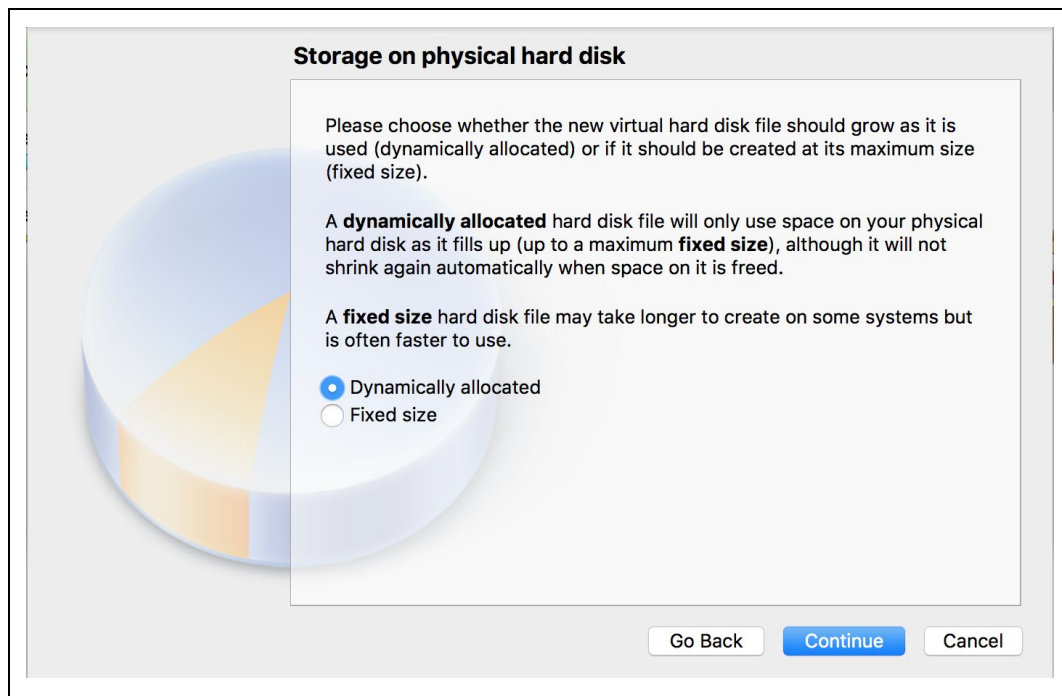 Storage on physical hard disk
Please choose whether the new virtual hard disk file should grow as it is
used (dynamically allocated) or if it should be created at its maximum size
(fixed size).
A dynamically allocated hard disk file will only use space on your physical
hard disk as it fills up (up to a maximum fixed size), although it will not
shrink again automatically when space on it is freed.
A fixed size hard disk file may take longer to create on some systems but
is often faster to use.
Dynamically allocated
Fixed size
Go Back Continue Cancel